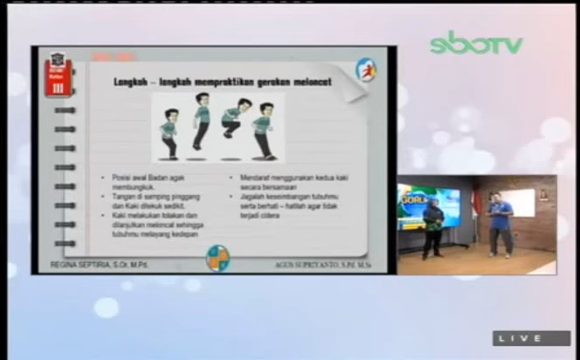 sboTV
Kelas
III
Langkah – langkah mempraktikan gerakan meloncat
• Posisi awal Badan agak
membungkuk.
• Tangan di samping pinggang
dan Kaki ditekuk sedikit.
• Kaki melakukan tolakan dan
dilanjutkan meloncat sehingga
tubuhmu melayang kedepan
• Mendarat menggunakan kedua kaki
secara bersamaan
• Jagalah keseimbangan tubuhmu
serta berhati – hatilah agar tidak
terjadi cidera
REGINA SEPTIRIA, S.Or, M.Pd.
AGUS SUPRIYANTO, S.Pd. M.Si
LIVE